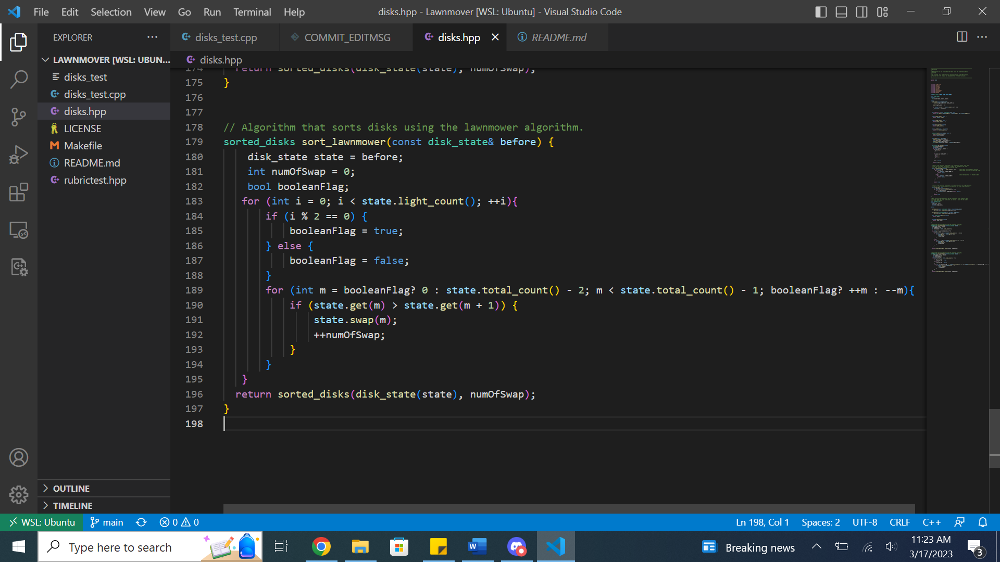 File Edit Selection View Go Run Terminal Help
disks.hpp - Lawnmover [WSL: Ubuntu] - Visual Studio Code
EXPLORER
LAWNMOVER [WSL: UBUN...
disks_test
disks_test.cpp
disks.hpp
LICENSE
Makefile
README.md
rubrictest.hpp
OUTLINE
TIMELINE
disks_test.cpp COMMIT_EDITMSG disks.hpp README.md
disks.hpp
174 return sorted_disks(disk_state(state), numOfSwap);
175 }
176
177
178 // Algorithm that sorts disks using the lawnmower algorithm.
179 sorted_disks sort_lawnmower(const disk_state& before) {
180 disk_state state = before;
181 int numOfSwap = 0;
182 bool booleanFlag;
183 for (int i = 0; i < state.light_count(); ++i){
184 if (i % 2 == 0) {
185 booleanFlag = true;
186 } else {
187 booleanFlag = false;
188 }
189 for (int m = booleanFlag? 0 : state.total_count() - 2; m < state.total_count() - 1; booleanFlag? ++m : --m){
190 if (state.get(m) > state.get(m + 1)) {
191 state.swap(m);
192 ++numOfSwap;
193 }
194 }
195 }
196 return sorted_disks(disk_state(state), numOfSwap);
197 }
198
WSL: Ubuntu main 0 0 Ln 198, Col 1 Spaces: 2 UTF-8 CRLF C++
Type here to search
Breaking news
11:23 AM
3/17/2023
3